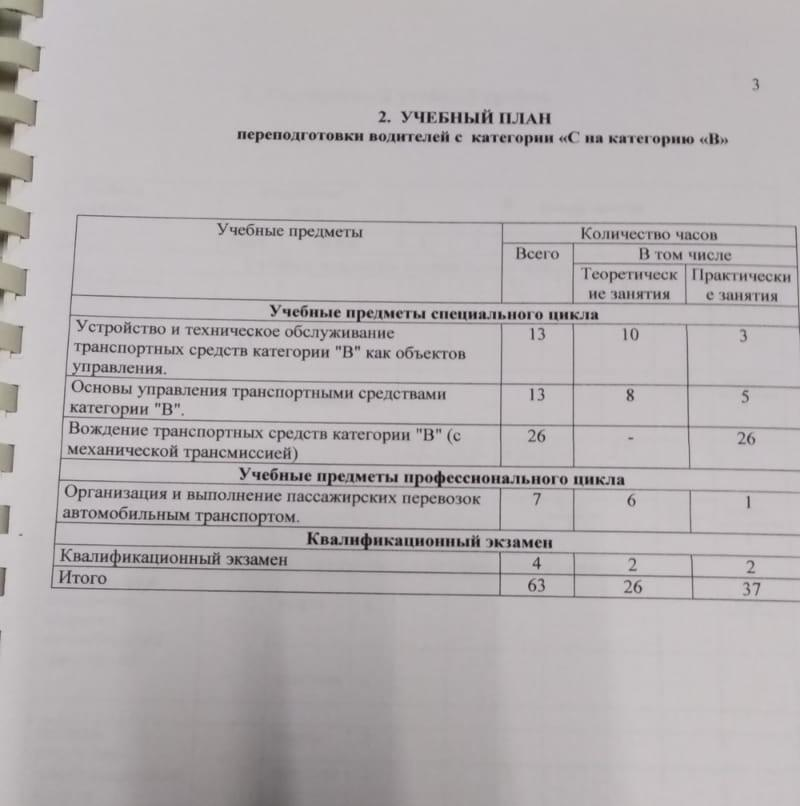 3
2. УЧЕБНЫЙ ПЛАН
переподготовки водителей с категории «С на категорию «В»
Учебные предметы
Количество часов
Всего
В том числе
Теоретическ
ие занятия
Практически
е занятия
Учебные предметы специального цикла
Устройство и техническое обслуживание
транспортных средств категории "В" как объектов
управления.
13
10
3
Основы управления транспортными средствами
категории "В".
13
8
5
Вождение транспортных средств категории "В" (с
механической трансмиссией)
26
-
26
Учебные предметы профессионального цикла
Организация и выполнение пассажирских перевозок
автомобильным транспортом.
7
6
1
Квалификационный экзамен
Квалификационный экзамен
4
2
2
Итого
63
26
37